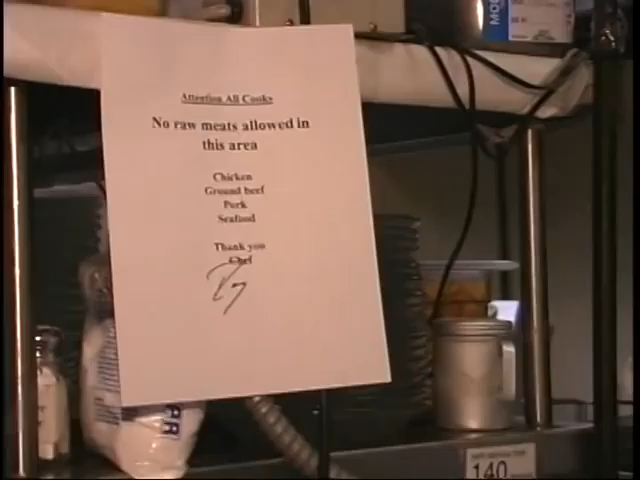 MOD
Attention All Cooks
No raw meats allowed in
this area
Chicken
Ground beef
Pork
Seafood
Thank you
Chef
140